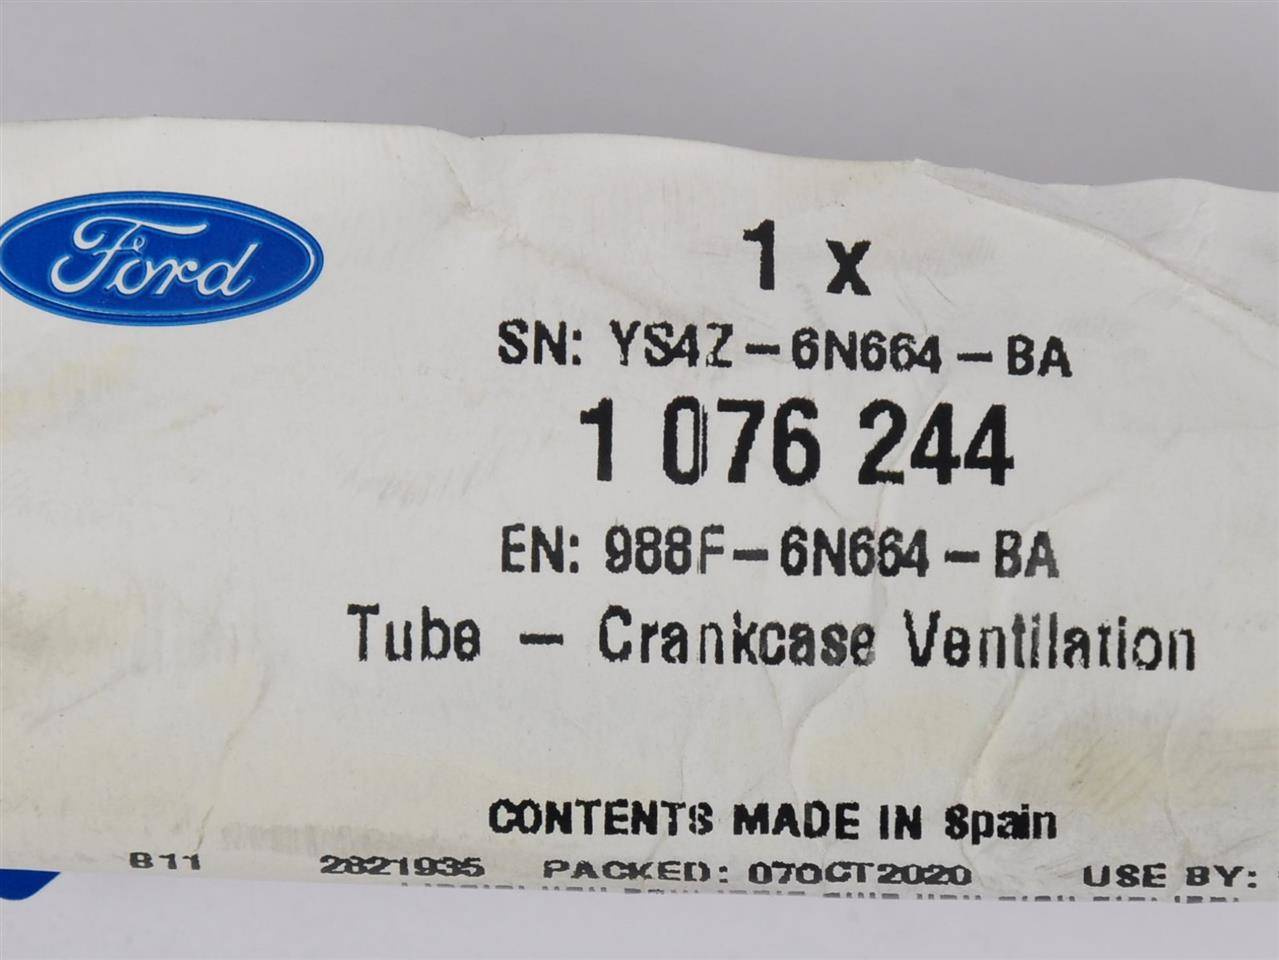 Ford
1 x
SN: YS4Z-6N664-BA
1 076 244
EN: 988F-6N664-BA
Tube - Crankcase Ventilation
CONTENTS MADE IN Spain
B11 2821935 PACKED: 07OCT2020 USE BY: